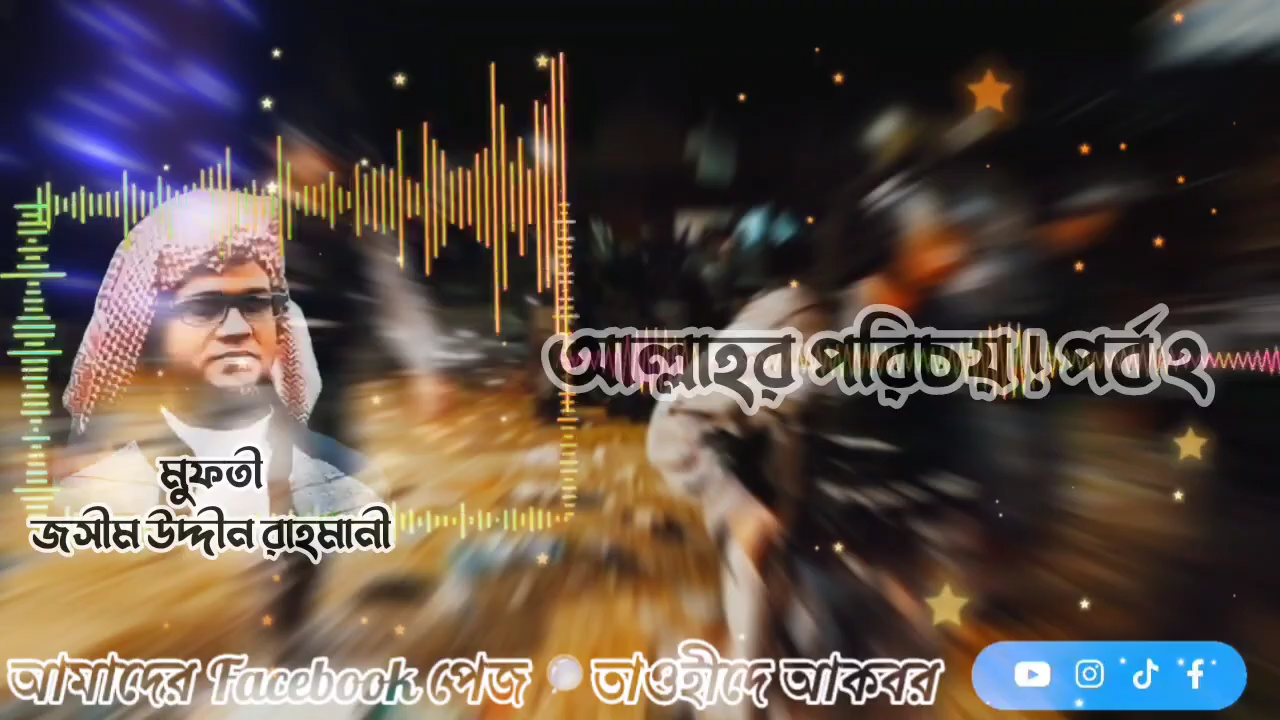 আল্লাহর পরিচয় ! পর্ব২
মুফতী
জসীম উদ্দীন রাহমানী
আমাদের Facebook পেজ তাওহীদে আকবর